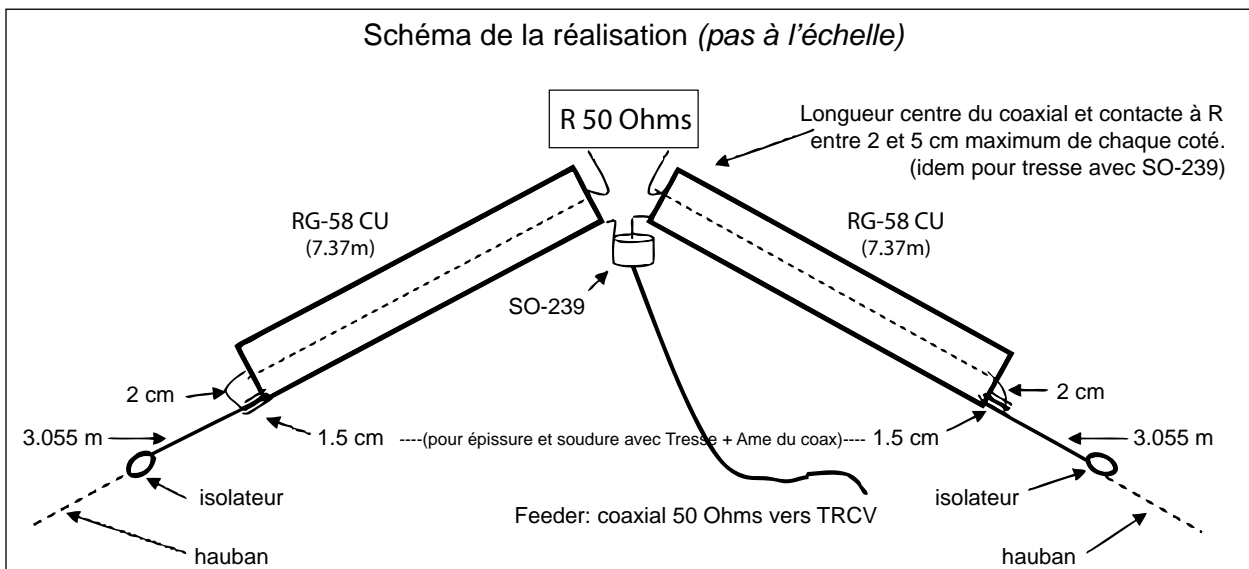 Schéma de la réalisation (pas à l'échelle)
R 50 Ohms
Longueur centre du coaxial et contacte à R
entre 2 et 5 cm maximum de chaque coté.
(idem pour tresse avec SO-239)
RG-58 CU
(7.37m)
RG-58 CU
(7.37m)
SO-239
2 cm
2 cm
3.055 m
1.5 cm ----(pour épissure et soudure avec Tresse + Ame du coax)---- 1.5 cm
3.055 m
isolateur
isolateur
Feeder: coaxial 50 Ohms vers TRCV
hauban
hauban